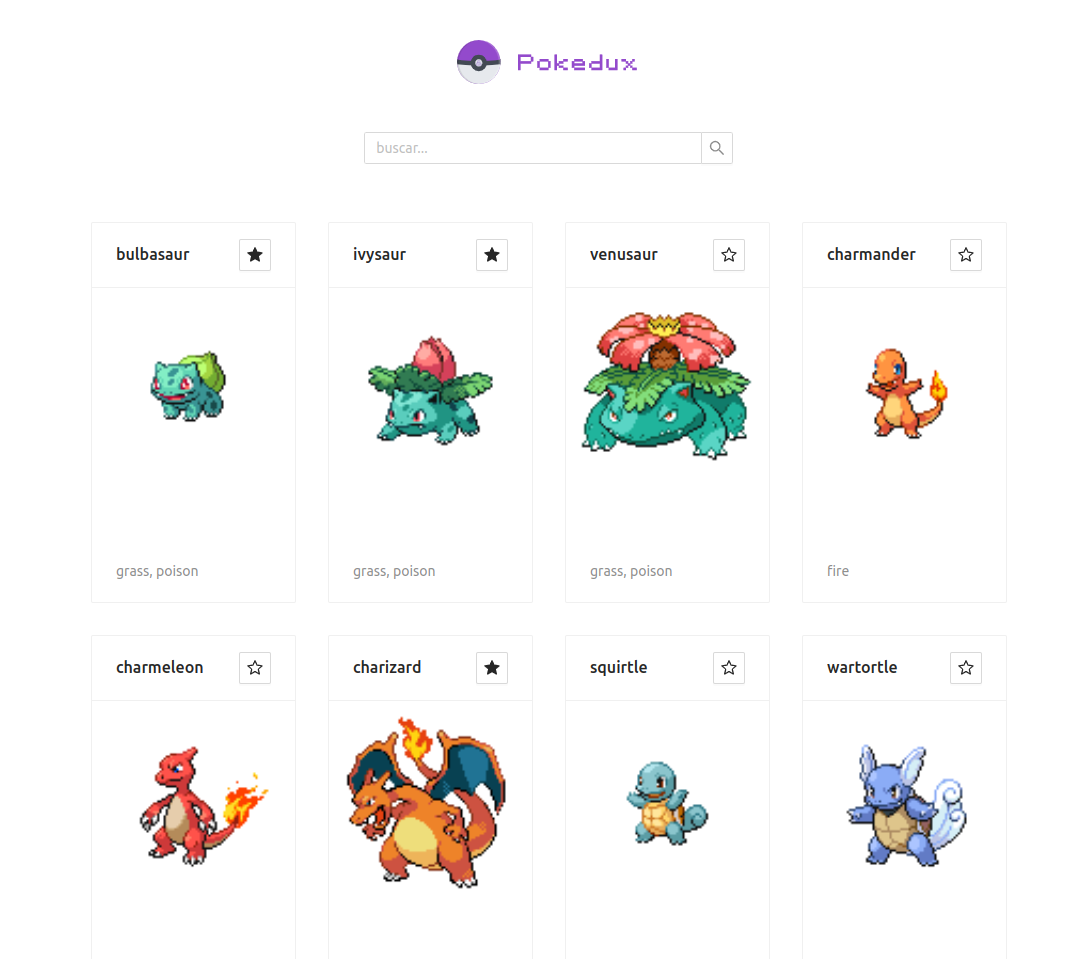 Pokedux
buscar...
bulbasaur
ivysaur
venusaur
charmander
grass, poison
grass, poison
grass, poison
fire
charmeleon
charizard
squirtle
wartortle